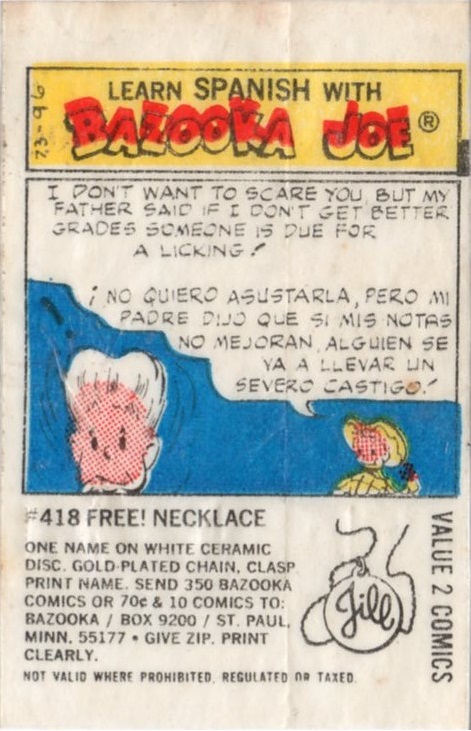 LEARN SPANISH WITH
BAZOOKA JOE®
73-96
I DON'T WANT TO SCARE YOU, BUT MY
FATHER SAID IF I DON'T GET BETTER
GRADES SOMEONE IS DUE FOR
A LICKING!
¡NO QUIERO ASUSTARLA, PERO MI
PADRE DIJO QUE SI MIS NOTAS
NO MEJORAN, ALGUIEN SE
VA A LLEVAR UN
SEVERO CASTIGO!
#418 FREE! NECKLACE
ONE NAME ON WHITE CERAMIC
DISC. GOLD-PLATED CHAIN, CLASP.
PRINT NAME. SEND 350 BAZOOKA
COMICS OR 70¢ & 10 COMICS TO:
BAZOOKA / BOX 9200 / ST. PAUL,
MINN. 55177 • GIVE ZIP. PRINT
CLEARLY.
NOT VALID WHERE PROHIBITED, REGULATED OR TAXED.
Jill
VALUE 2 COMICS